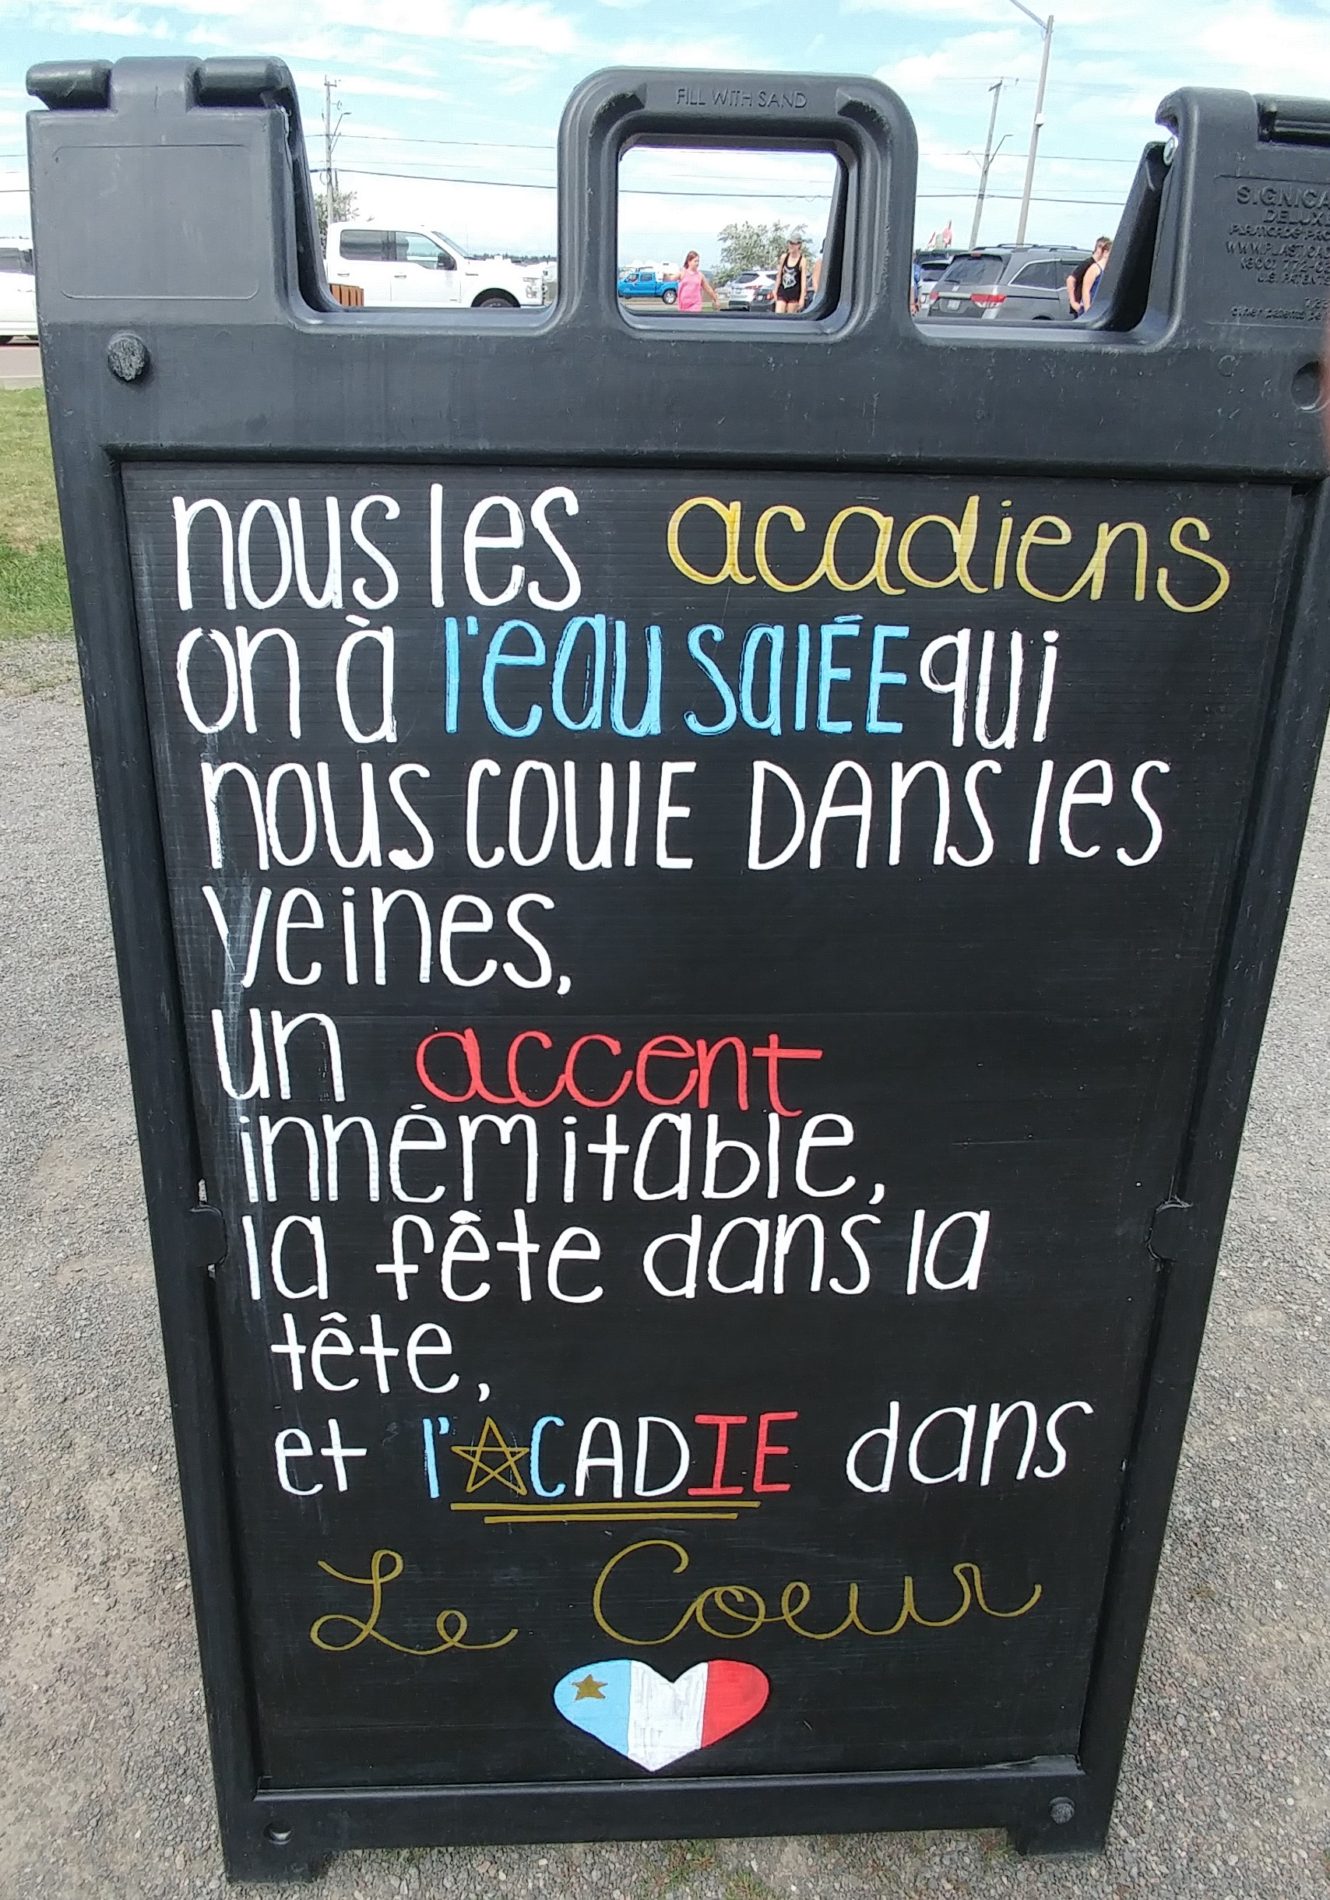 FILL WITH SAND
nous les acadiens
on à l'eau salÉE qui
nous coulE DAns les
veines,
un accent
innémitable,
la fête dans la
tête,
et l'☆CADIE dans
Le Coeur